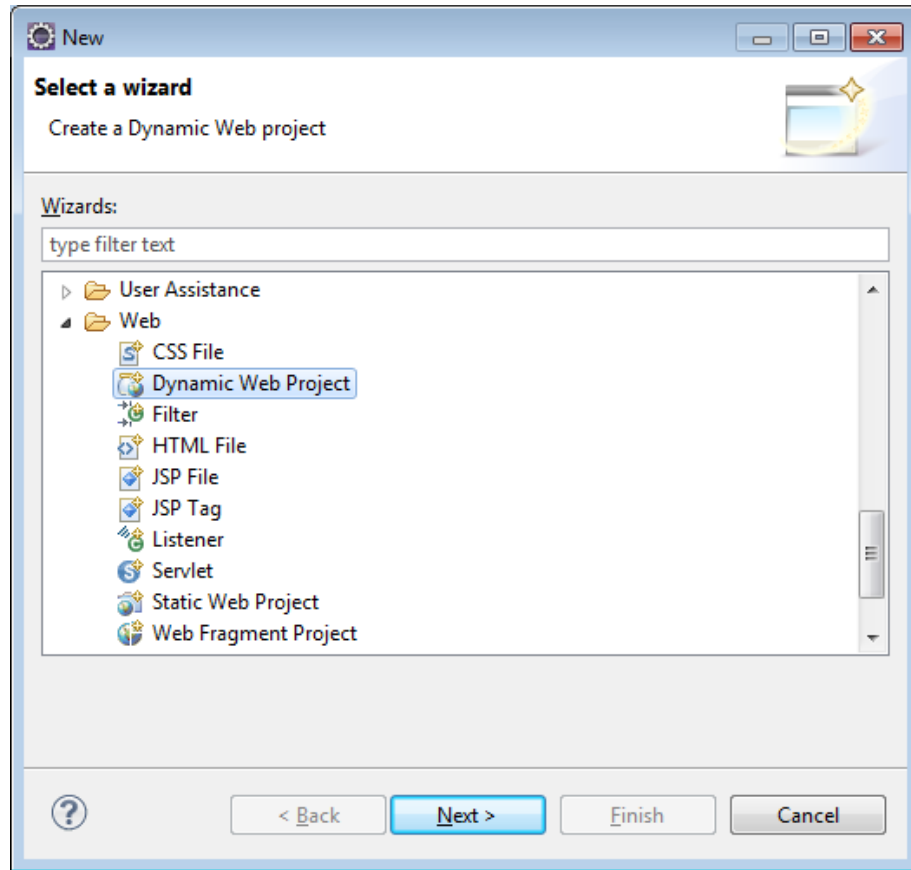 New
Select a wizard
Create a Dynamic Web project
Wizards:
type filter text
User Assistance
Web
CSS File
Dynamic Web Project
Filter
HTML File
JSP File
JSP Tag
Listener
Servlet
Static Web Project
Web Fragment Project
< Back Next > Finish Cancel